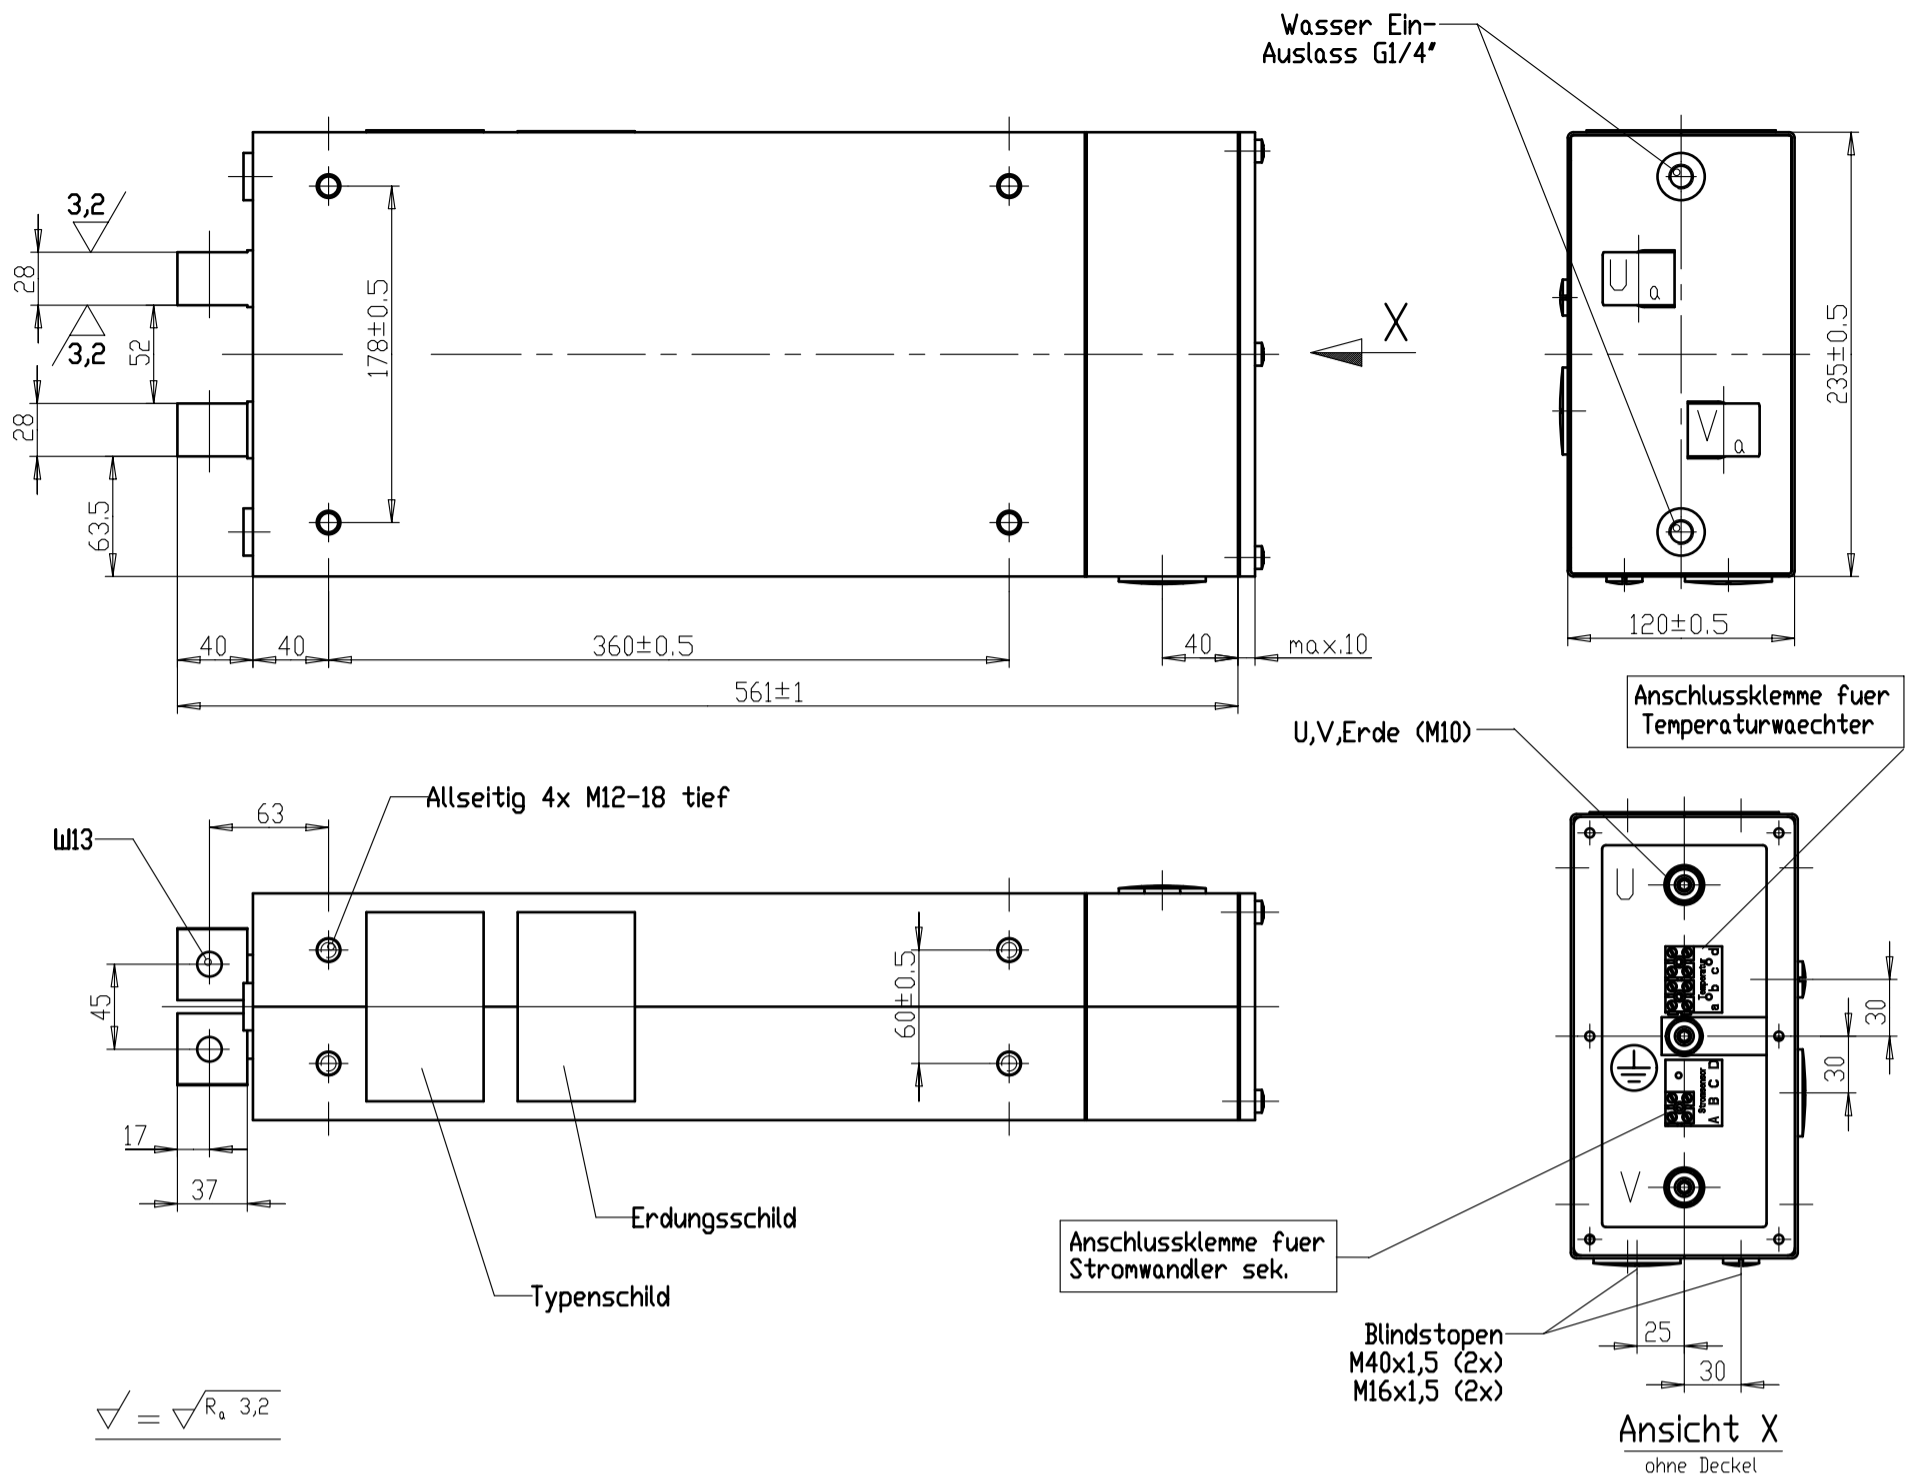 Wasser Ein-
Auslass G1/4"
3,2
28
3,2
52
28
63.5
178±0.5
X
U
a
V
a
235±0.5
40
40
360±0.5
40
max.10
561±1
120±0.5
Anschlussklemme fuer
Temperaturwaechter
U,V,Erde (M10)
Allseitig 4x M12-18 tief
63
Ш13
45
60±0.5
17
37
Erdungsschild
Typenschild
U
Temperatur
a b c d
30
30
Stromsensor
A B C D
V
Anschlussklemme fuer
Stromwandler sek.
Blindstopen
M40x1,5 (2x)
M16x1,5 (2x)
25
30
= Ra 3,2
Ansicht X
ohne Deckel